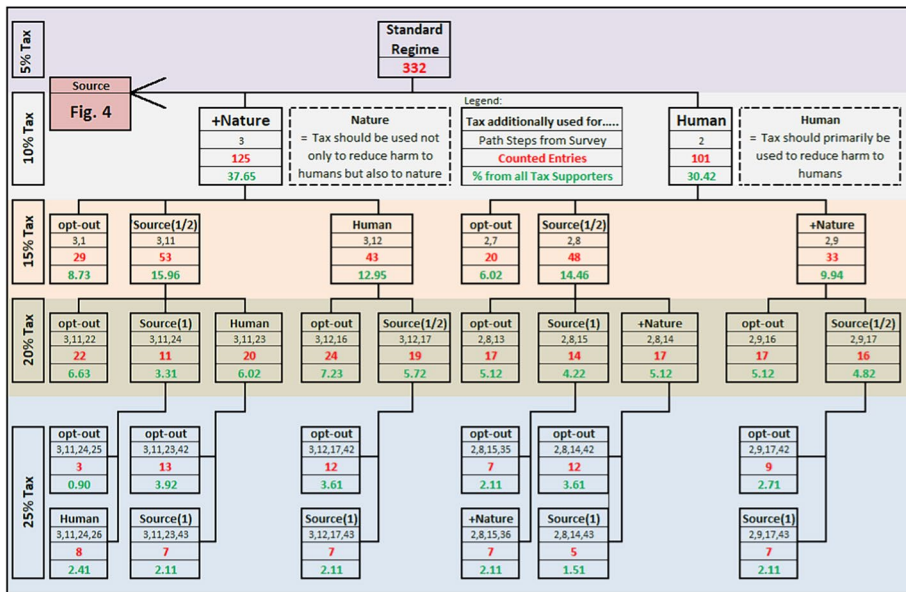 5% Tax
Standard
Regime
332
Source
Fig. 4
10% Tax
+Nature
3
125
37.65
Nature
= Tax should be used not
only to reduce harm to
humans but also to nature
Legend:
Tax additionally used for.....
Path Steps from Survey
Counted Entries
% from all Tax Supporters
Human
2
101
30.42
Human
= Tax should primarily be
used to reduce harm to
humans
15% Tax
opt-out
3,1
29
8.73
Source(1/2)
3,11
53
15.96
Human
3,12
43
12.95
opt-out
2,7
20
6.02
Source(1/2)
2,8
48
14.46
+Nature
2,9
33
9.94
20% Tax
opt-out
3,11,22
22
6.63
Source(1)
3,11,24
11
3.31
Human
3,11,23
20
6.02
opt-out
3,12,16
24
7.23
Source(1/2)
3,12,17
19
5.72
opt-out
2,8,13
17
5.12
Source(1)
2,8,15
14
4.22
+Nature
2,8,14
17
5.12
opt-out
2,9,16
17
5.12
Source(1/2)
2,9,17
16
4.82
25% Tax
opt-out
3,11,24,25
3
0.90
opt-out
3,11,23,42
13
3.92
opt-out
3,12,17,42
12
3.61
opt-out
2,8,15,35
7
2.11
opt-out
2,8,14,42
12
3.61
opt-out
2,9,17,42
9
2.71
Human
3,11,24,26
8
2.41
Source(1)
3,11,23,43
7
2.11
Source(1)
3,12,17,43
7
2.11
+Nature
2,8,15,36
7
2.11
Source(1)
2,8,14,43
5
1.51
Source(1)
2,9,17,43
7
2.11